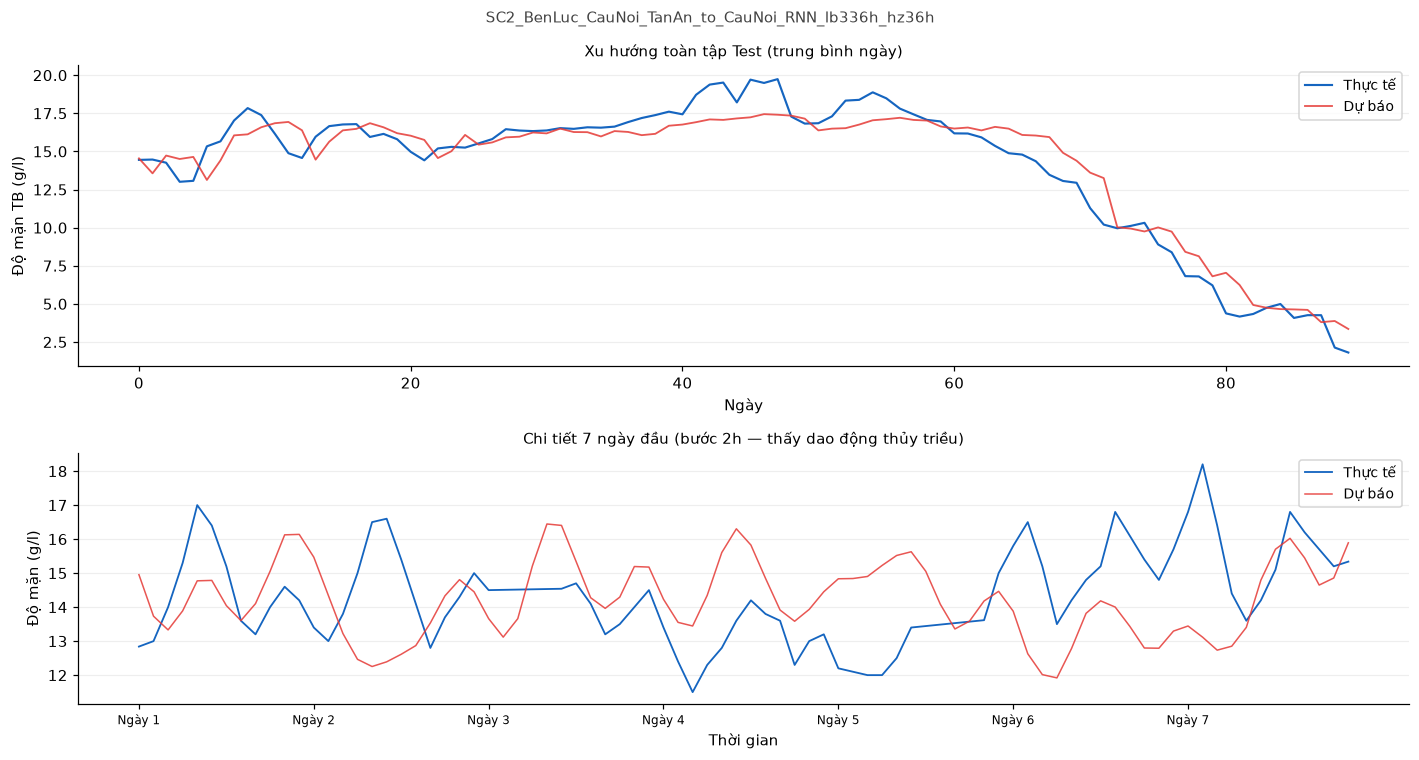 SC2_BenLuc_CauNoi_TanAn_to_CauNoi_RNN_lb336h_hz36h
Xu hướng toàn tập Test (trung bình ngày)
Độ mặn TB (g/l)
20.0
17.5
15.0
12.5
10.0
7.5
5.0
2.5
Thực tế
Dự báo
0 20 40 60 80
Ngày
Chi tiết 7 ngày đầu (bước 2h — thấy dao động thủy triều)
Độ mặn (g/l)
18
17
16
15
14
13
12
Thực tế
Dự báo
Ngày 1 Ngày 2 Ngày 3 Ngày 4 Ngày 5 Ngày 6 Ngày 7
Thời gian